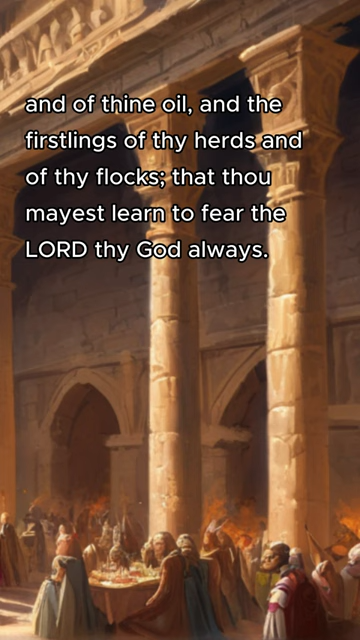 and of thine oil, and the
firstlings of thy herds and
of thy flocks; that thou
mayest learn to fear the
LORD thy God always.